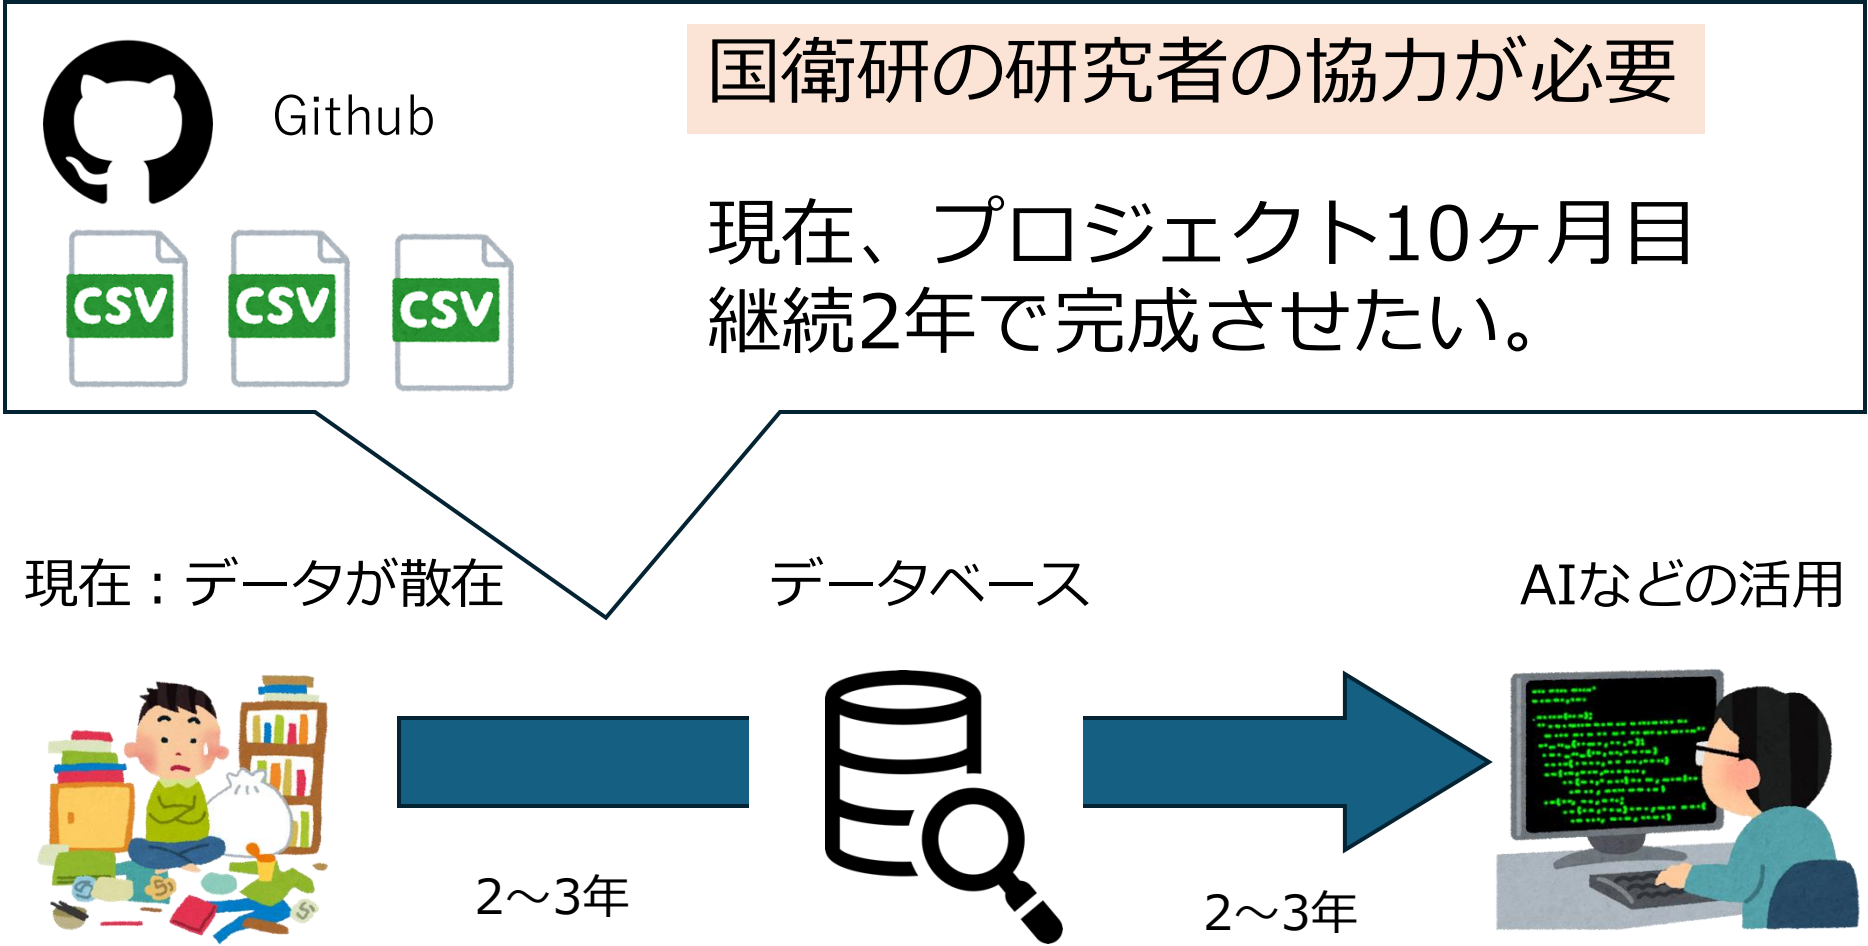 Github
国衛研の研究者の協力が必要
現在、プロジェクト10ヶ月目
継続2年で完成させたい。
CSV
CSV
CSV
現在：データが散在
データベース
AIなどの活用
2～3年
2～3年